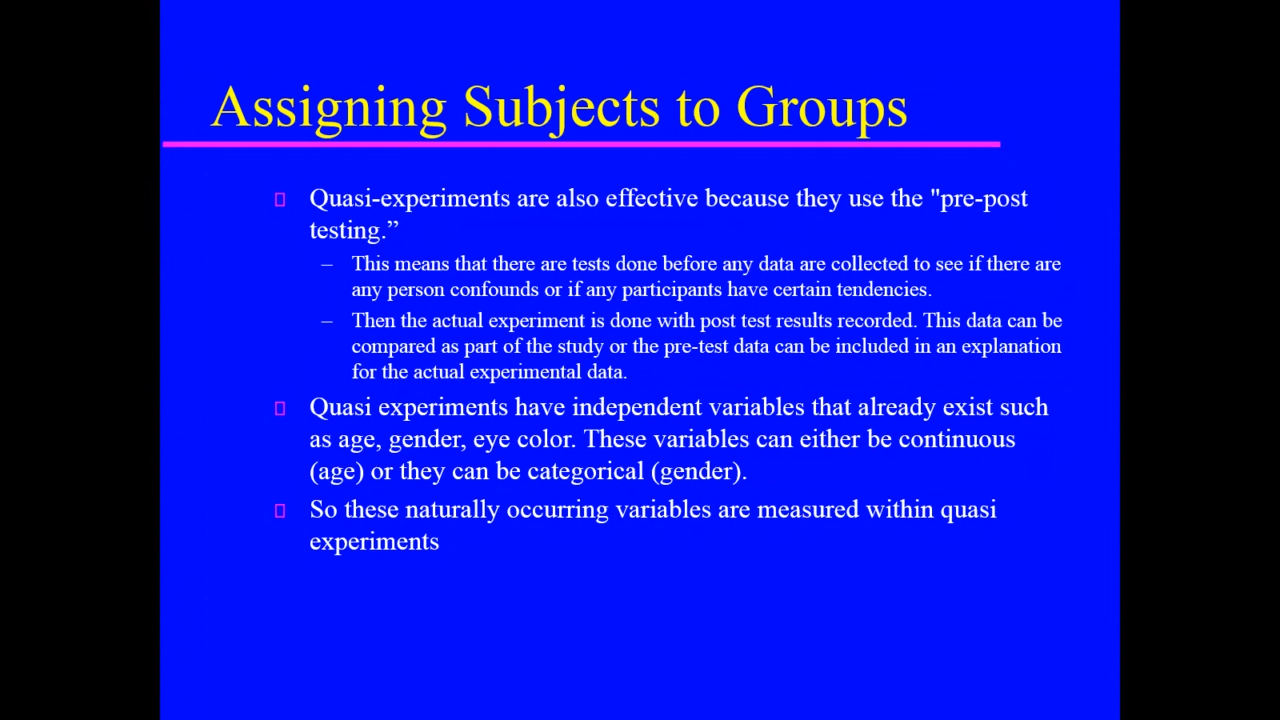 Assigning Subjects to Groups
Quasi-experiments are also effective because they use the "pre-post
testing.”
– This means that there are tests done before any data are collected to see if there are
any person confounds or if any participants have certain tendencies.
– Then the actual experiment is done with post test results recorded. This data can be
compared as part of the study or the pre-test data can be included in an explanation
for the actual experimental data.
Quasi experiments have independent variables that already exist such
as age, gender, eye color. These variables can either be continuous
(age) or they can be categorical (gender).
So these naturally occurring variables are measured within quasi
experiments